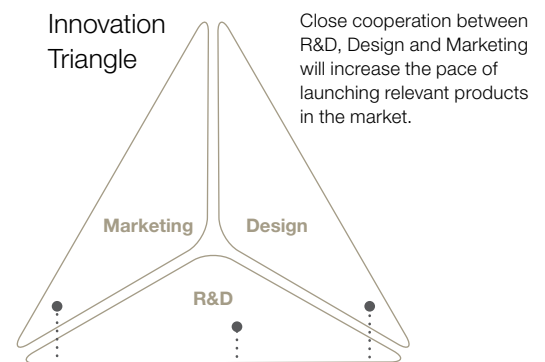 Innovation
Triangle
Close cooperation between
R&D, Design and Marketing
will increase the pace of
launching relevant products
in the market.
Marketing
Design
R&D